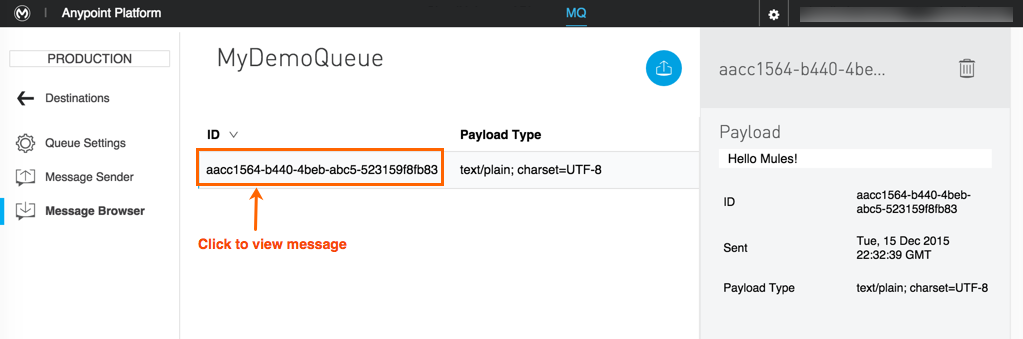 Anypoint Platform
MQ
PRODUCTION
Destinations
Queue Settings
Message Sender
Message Browser
MyDemoQueue
ID
Payload Type
aacc1564-b440-4beb-abc5-523159f8fb83
text/plain; charset=UTF-8
Click to view message
aacc1564-b440-4be...
Payload
Hello Mules!
ID
aacc1564-b440-4beb-
abc5-523159f8fb83
Sent
Tue, 15 Dec 2015
22:32:39 GMT
Payload Type
text/plain; charset=UTF-8